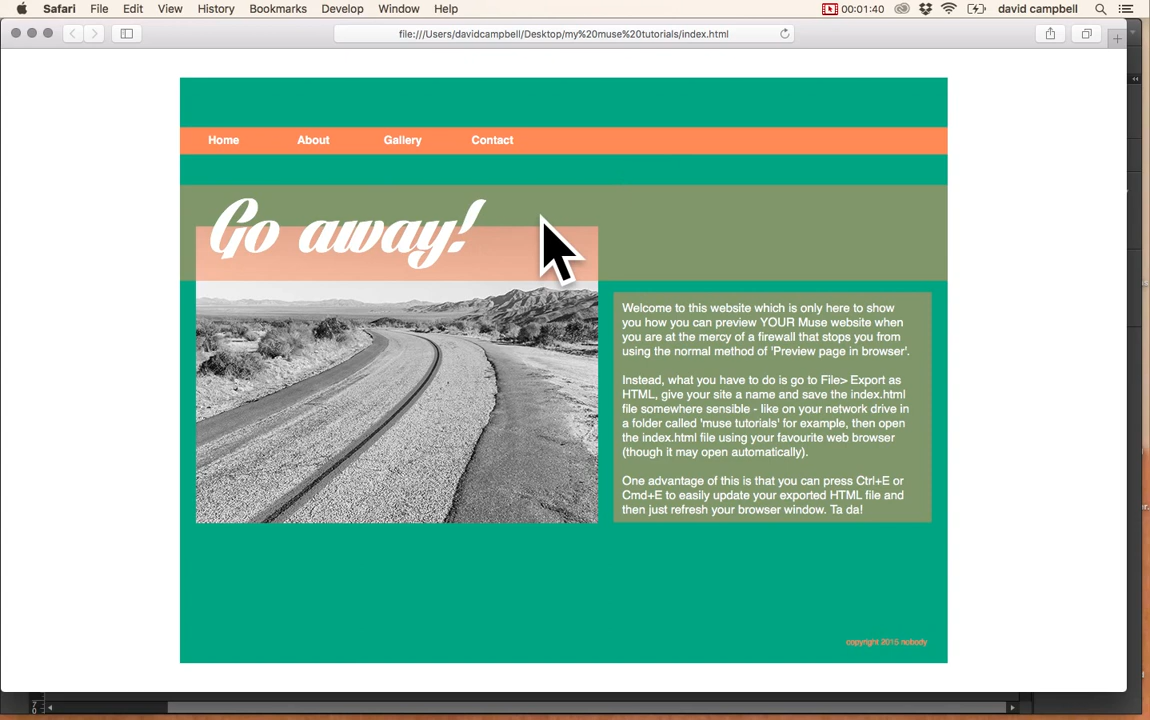 Safari File Edit View History Bookmarks Develop Window Help 00:01:40 david campbell
file:///Users/davidcampbell/Desktop/my%20muse%20tutorials/index.html
Home About Gallery Contact
Go away!
Welcome to this website which is only here to show
you how you can preview YOUR Muse website when
you are at the mercy of a firewall that stops you from
using the normal method of 'Preview page in browser'.
Instead, what you have to do is go to File> Export as
HTML, give your site a name and save the index.html
file somewhere sensible - like on your network drive in
a folder called 'muse tutorials' for example, then open
the index.html file using your favourite web browser
(though it may open automatically).
One advantage of this is that you can press Ctrl+E or
Cmd+E to easily update your exported HTML file and
then just refresh your browser window. Ta da!
copyright 2015 nobody